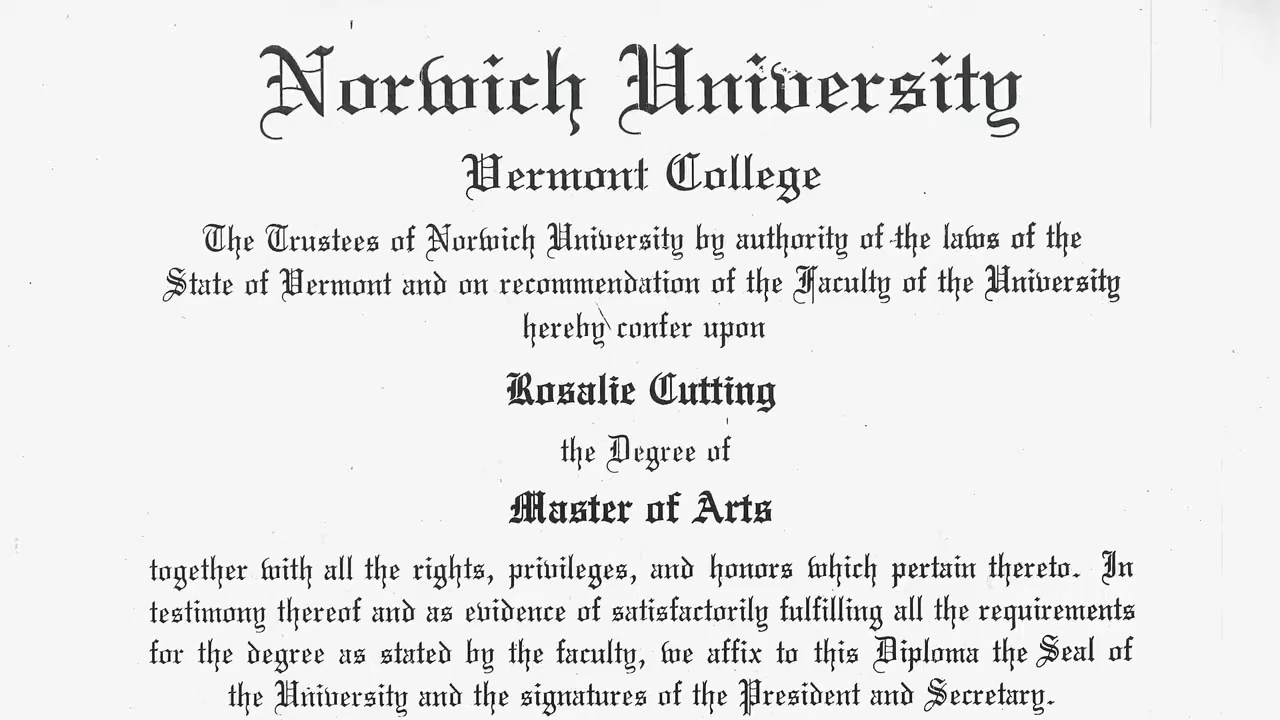 Norwich University
Vermont College
The Trustees of Norwich University by authority of the laws of the
State of Vermont and on recommendation of the Faculty of the University
hereby confer upon
Rosalie Cutting
the Degree of
Master of Arts
together with all the rights, privileges, and honors which pertain thereto. In
testimony thereof and as evidence of satisfactorily fulfilling all the requirements
for the degree as stated by the faculty, we affix to this Diploma the Seal of
the University and the signatures of the President and Secretary.